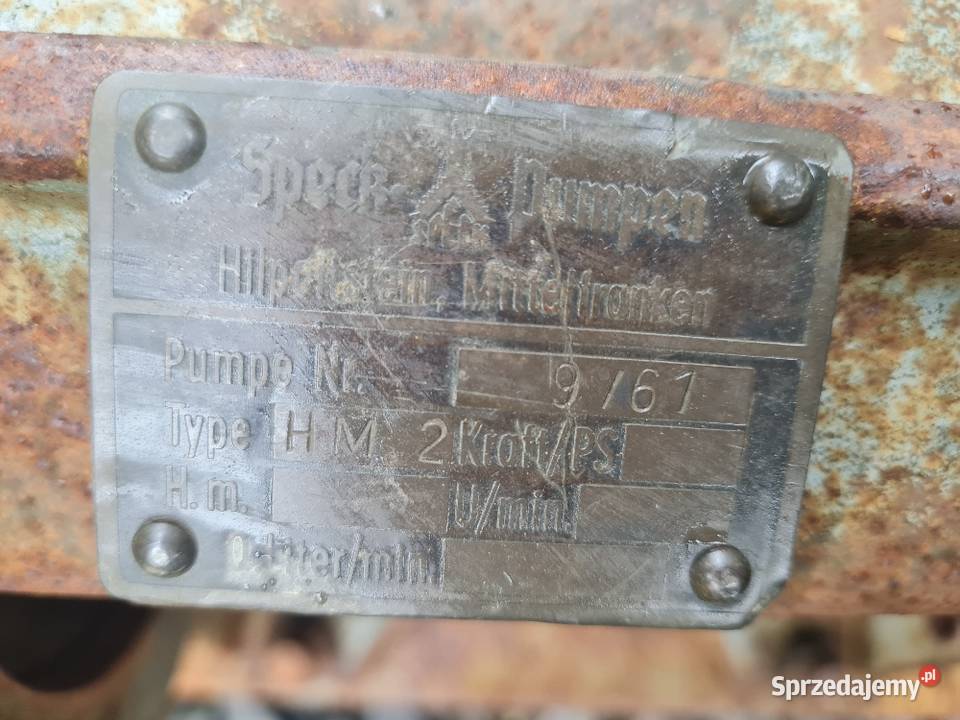 Speck- Pumpen
Hilpoltstein, Mittelfranken
Pumpe Nr. 9/61
Type HM 2 Kraft/PS
H. m. U/min.
Q Liter/min.
Sprzedajemy.pl